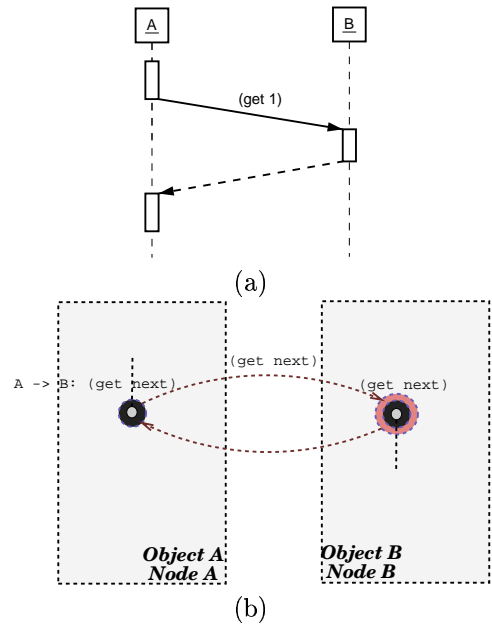 A B
(get 1)
(a)
(get next)
A -> B: (get next) (get next)
Object A Object B
Node A Node B
(b)